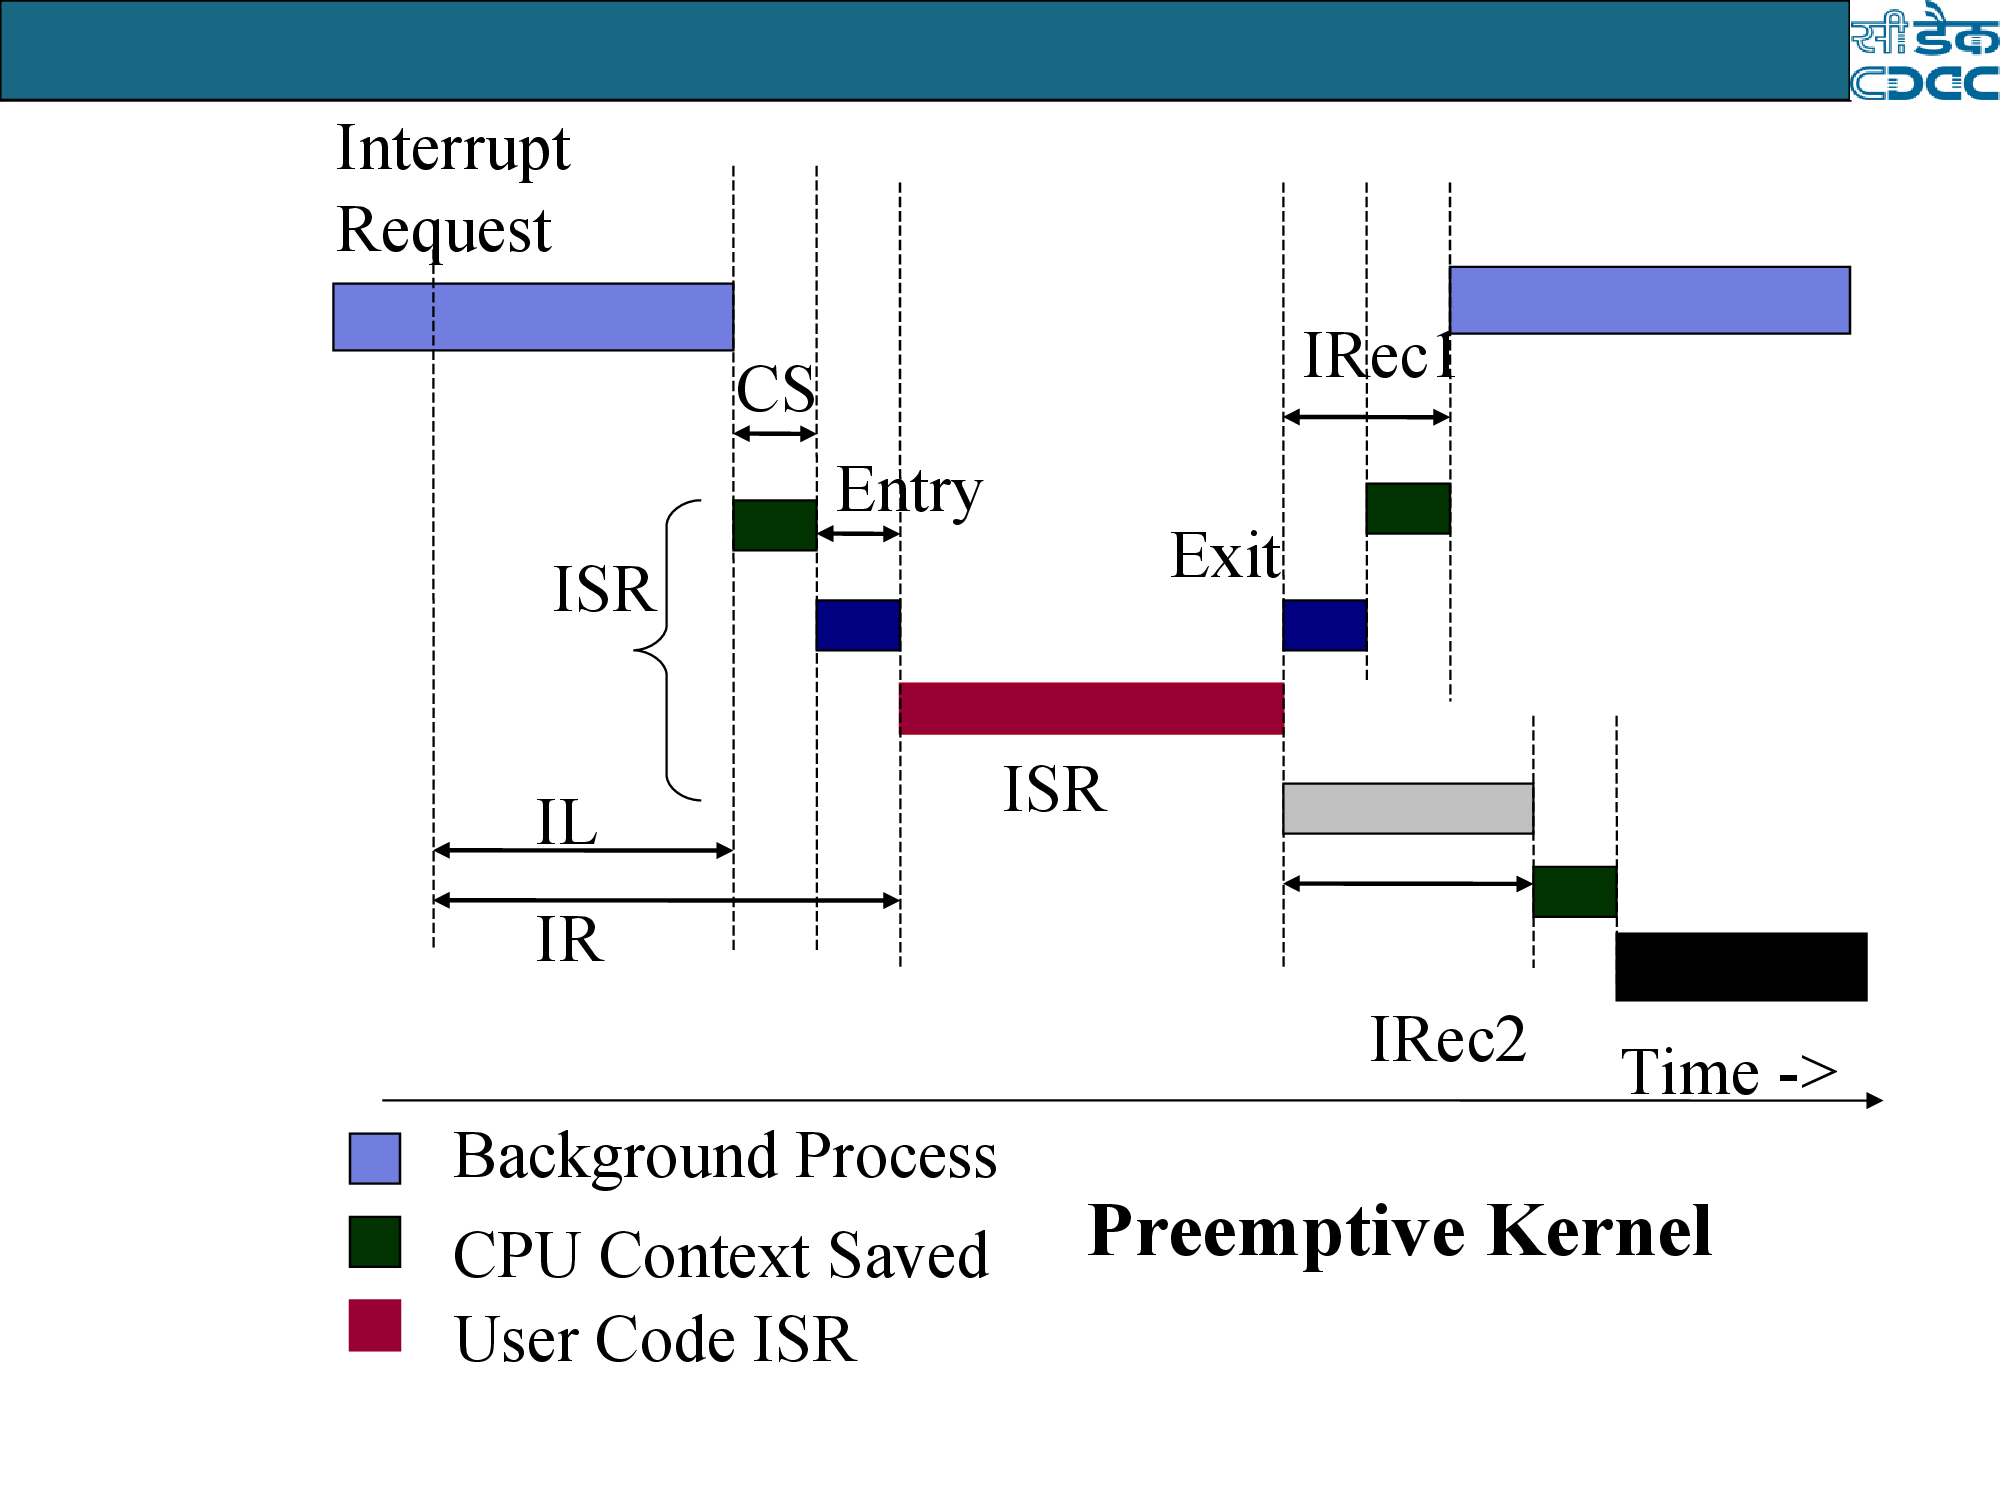 सी डैक
CDAC
Interrupt
Request
IRec1
CS
Entry
Exit
ISR
ISR
IL
IR
IRec2
Time ->
Background Process
CPU Context Saved
User Code ISR
Preemptive Kernel